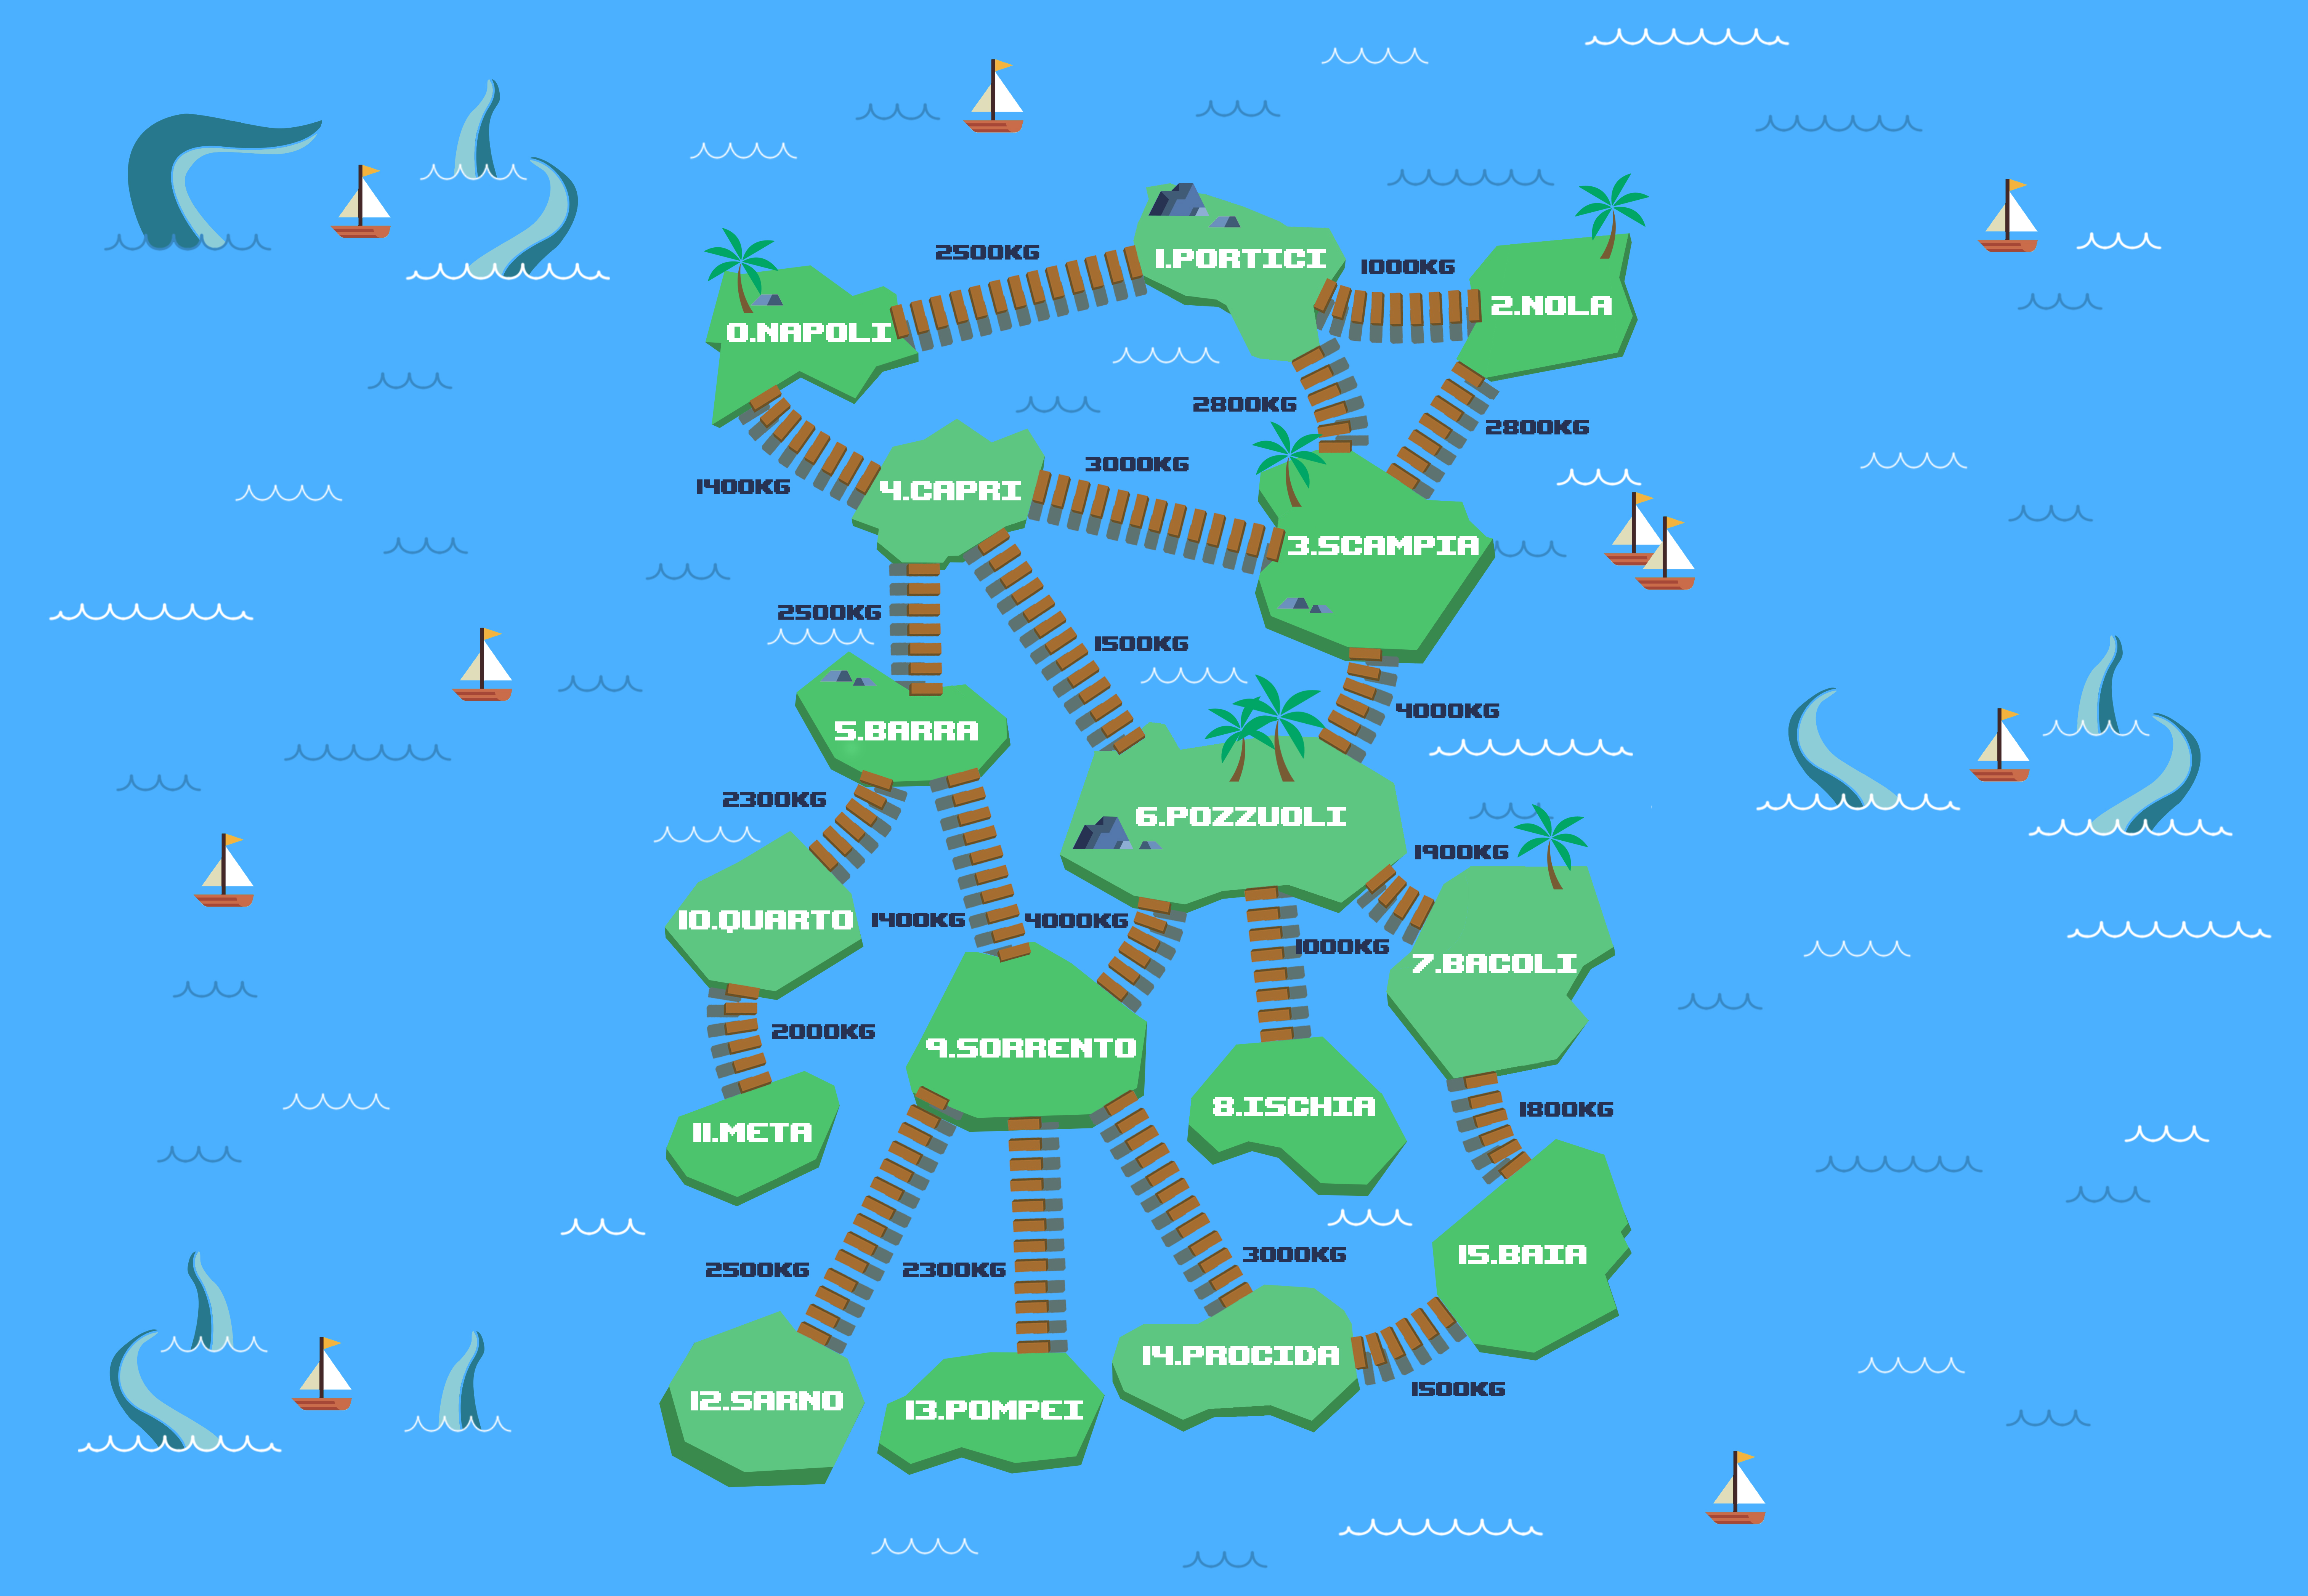 2500KG
1.PORTICI
1000KG
2.NOLA
0.NAPOLI
2800KG
2800KG
3000KG
1400KG
4.CAPRI
3.SCAMPIA
2500KG
1500KG
4000KG
5.BARRA
2300KG
6.POZZUOLI
1900KG
10.QUARTO
1400KG
4000KG
1000KG
7.BACOLI
2000KG
9.SORRENTO
8.ISCHIA
1800KG
11.META
2500KG
2300KG
3000KG
15.BAIA
14.PROCIDA
1500KG
12.SARNO
13.POMPEI